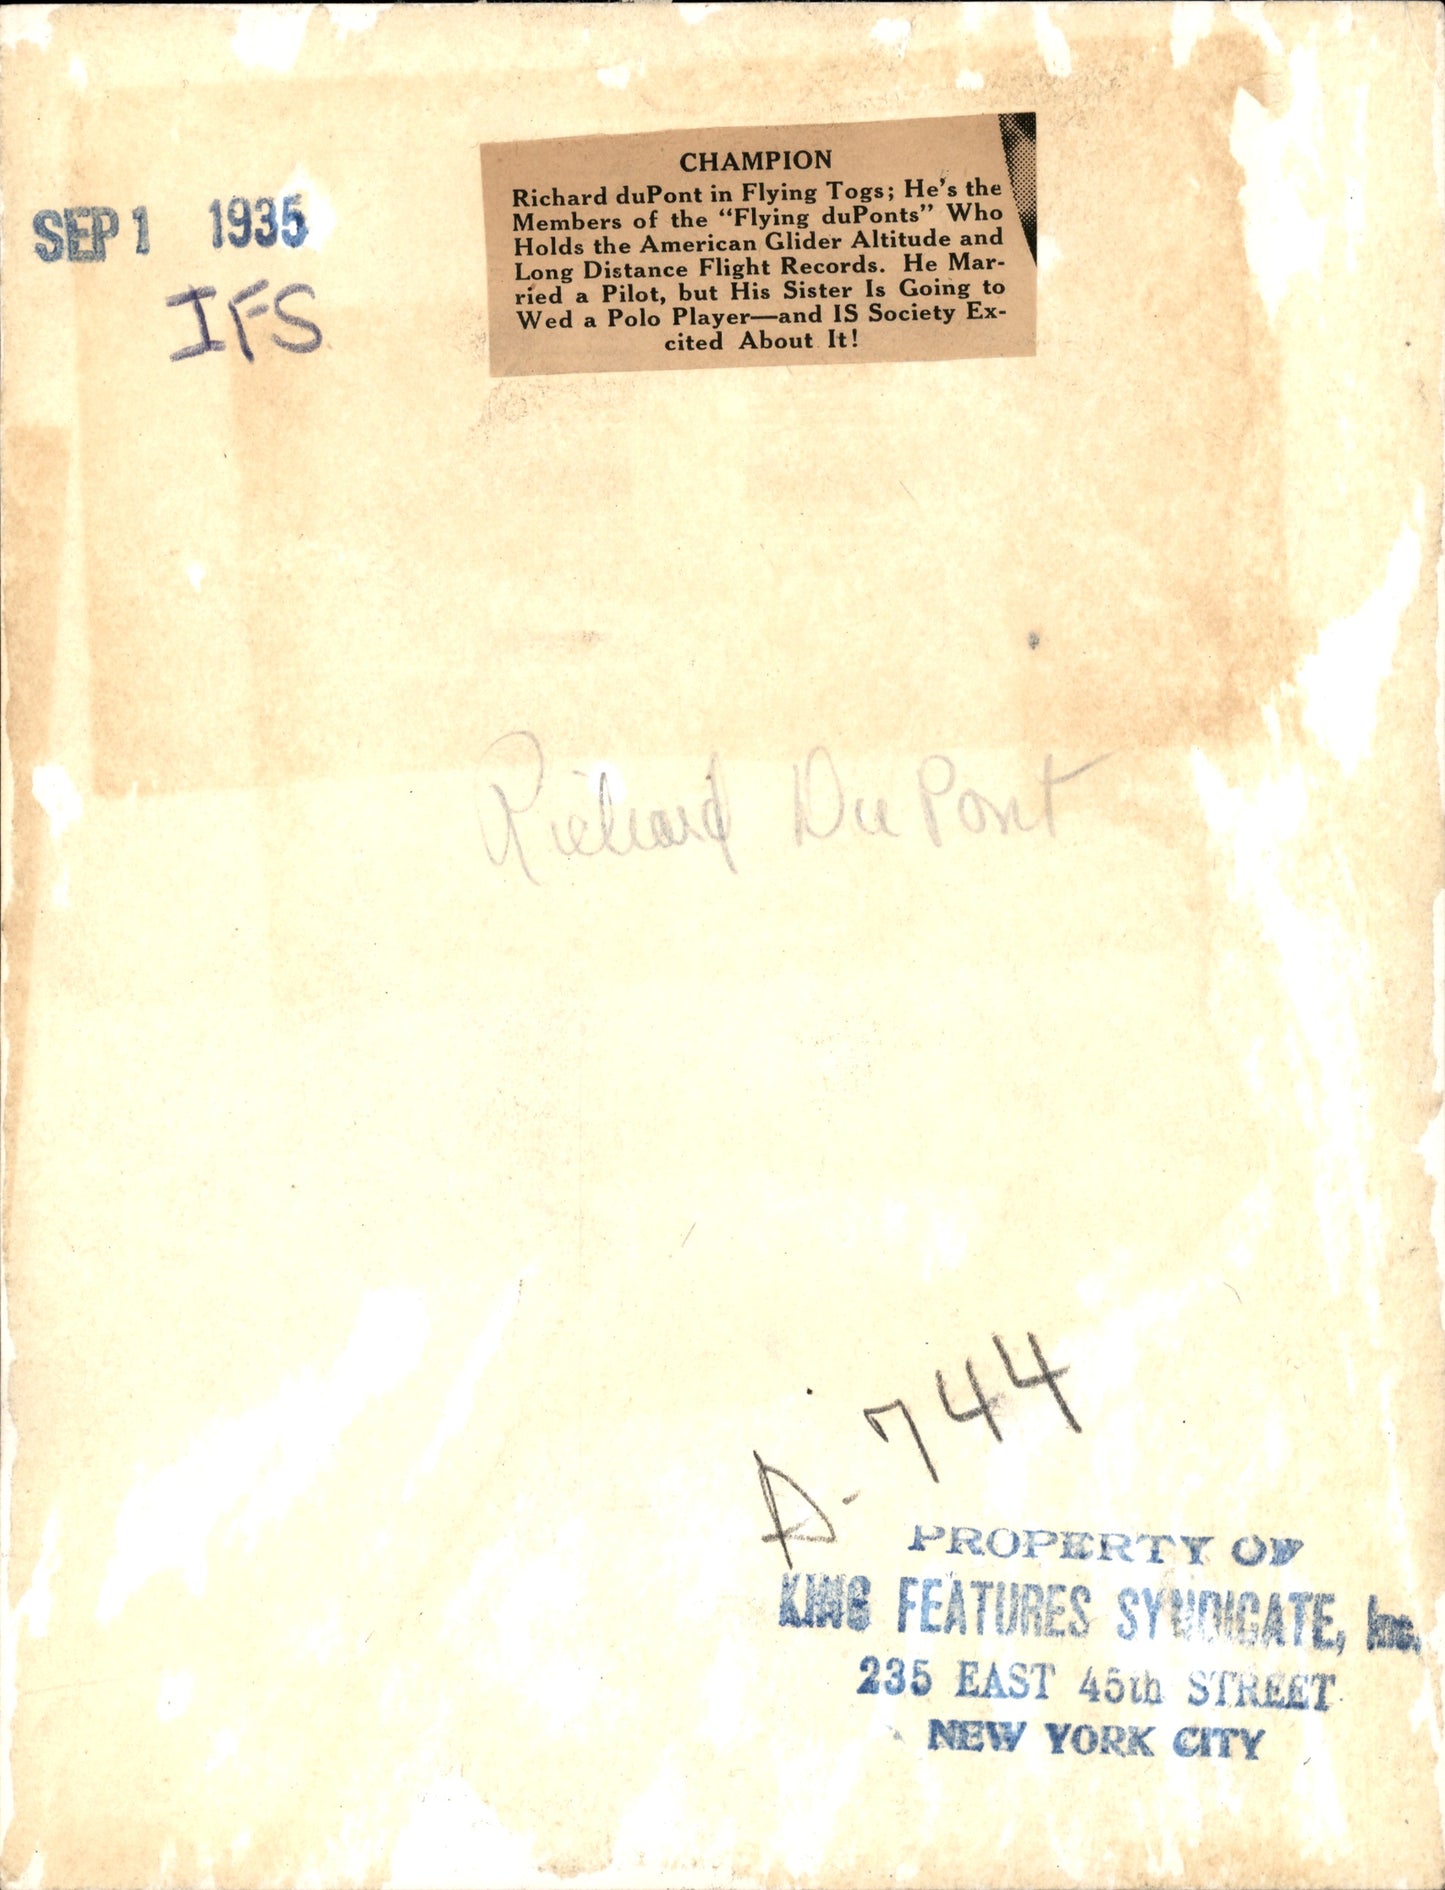 CHAMPION
Richard duPont in Flying Togs; He's the
Members of the "Flying duPonts" Who
Holds the American Glider Altitude and
Long Distance Flight Records. He Mar-
ried a Pilot, but His Sister Is Going to
Wed a Polo Player—and IS Society Ex-
cited About It!
SEP 1 1935
IFS
Richard Du Pont
A-744
PROPERTY OF
KING FEATURES SYNDICATE, Inc.
235 EAST 45th STREET
NEW YORK CITY